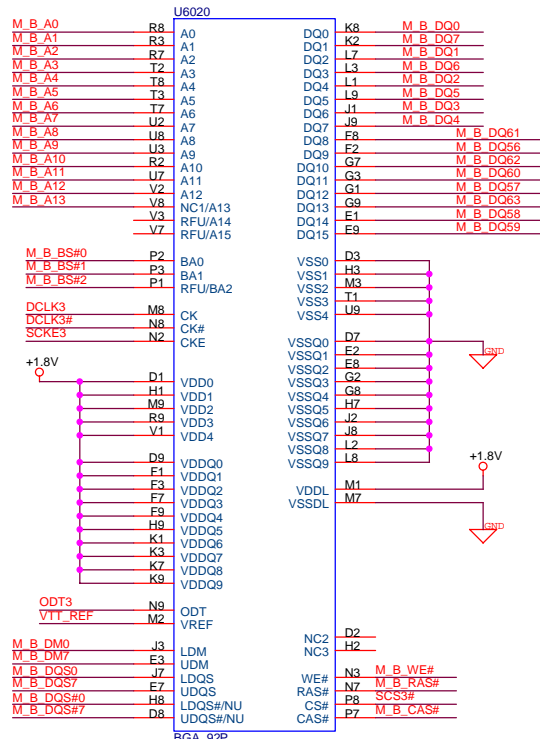 U6020
M_B_A0 R8 A0 DQ0 K8 M_B_DQ0
M_B_A1 R3 A1 DQ1 K2 M_B_DQ7
M_B_A2 R7 A2 DQ2 L7 M_B_DQ1
M_B_A3 T2 A3 DQ3 L3 M_B_DQ6
M_B_A4 T8 A4 DQ4 L1 M_B_DQ2
M_B_A5 T3 A5 DQ5 L9 M_B_DQ5
M_B_A6 T7 A6 DQ6 J1 M_B_DQ3
M_B_A7 U2 A7 DQ7 J9 M_B_DQ4
M_B_A8 U8 A8 DQ8 F8 M_B_DQ61
M_B_A9 U3 A9 DQ9 F2 M_B_DQ56
M_B_A10 R2 A10 DQ10 G7 M_B_DQ62
M_B_A11 U7 A11 DQ11 G3 M_B_DQ60
M_B_A12 V2 A12 DQ12 G1 M_B_DQ57
M_B_A13 V8 NC1/A13 DQ13 G9 M_B_DQ63
V3 RFU/A14 DQ14 E1 M_B_DQ58
V7 RFU/A15 DQ15 E9 M_B_DQ59
M_B_BS#0 P2 BA0 VSS0 D3
M_B_BS#1 P3 BA1 VSS1 H3
M_B_BS#2 P1 RFU/BA2 VSS2 M3
VSS3 T1
DCLK3 M8 CK VSS4 U9
DCLK3# N8 CK#
SCKE3 N2 CKE VSSQ0 D7 GND
VSSQ1 E2
+1.8V VSSQ2 E8
D1 VDD0 VSSQ3 G2
H1 VDD1 VSSQ4 G8
M9 VDD2 VSSQ5 H7
R9 VDD3 VSSQ6 J2
V1 VDD4 VSSQ7 J8
VSSQ8 L2
D9 VDDQ0 VSSQ9 L8 +1.8V
F1 VDDQ1
F3 VDDQ2 VDDL M1
F7 VDDQ3 VSSDL M7
F9 VDDQ4
H9 VDDQ5 GND
K1 VDDQ6
K3 VDDQ7
K7 VDDQ8
K9 VDDQ9
ODT3 N9 ODT
VTT_REF M2 VREF
NC2 D2
M_B_DM0 J3 LDM NC3 H2
M_B_DM7 E3 UDM
M_B_DQS0 J7 LDQS WE# N3 M_B_WE#
M_B_DQS7 E7 UDQS RAS# N7 M_B_RAS#
M_B_DQS#0 H8 LDQS#/NU CS# P8 SCS3#
M_B_DQS#7 D8 UDQS#/NU CAS# P7 M_B_CAS#
BGA_92P